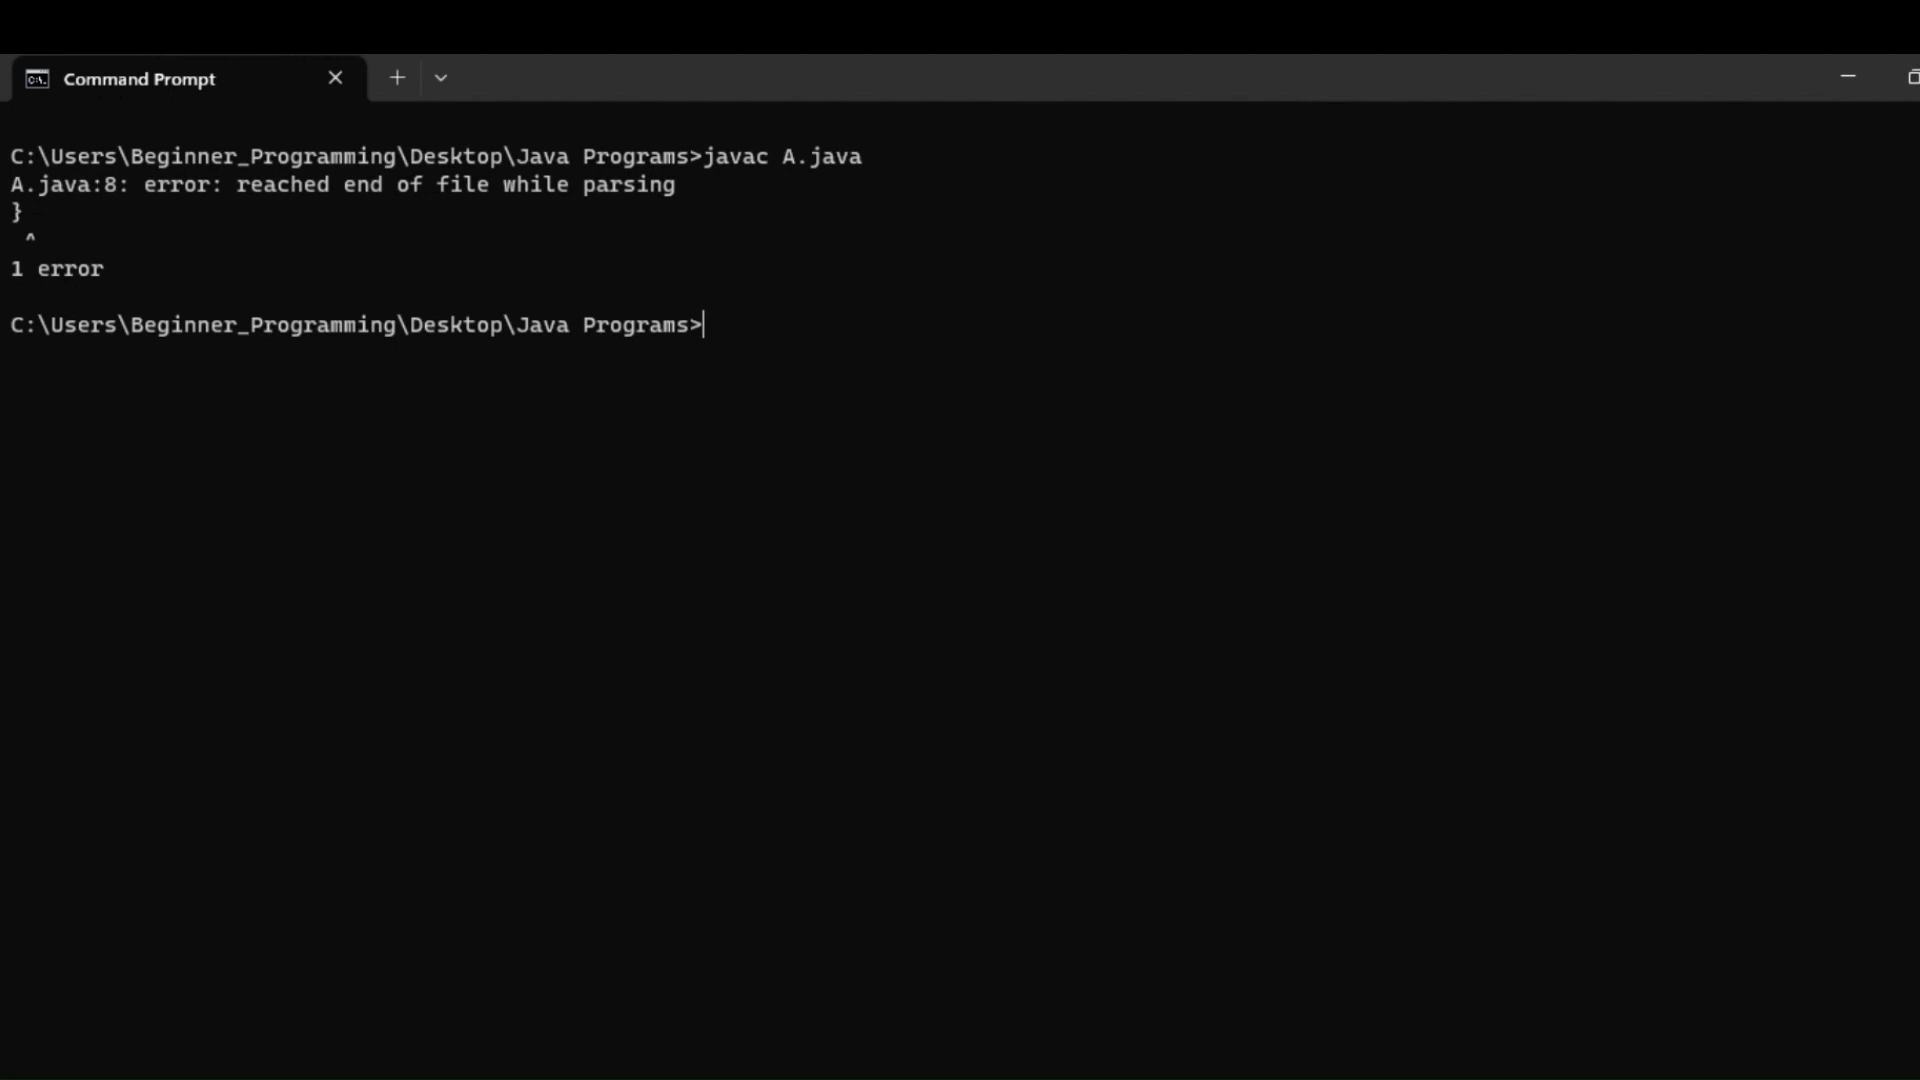 Command Prompt
C:\Users\Beginner_Programming\Desktop\Java Programs>javac A.java
A.java:8: error: reached end of file while parsing
}
 ^
1 error
C:\Users\Beginner_Programming\Desktop\Java Programs>